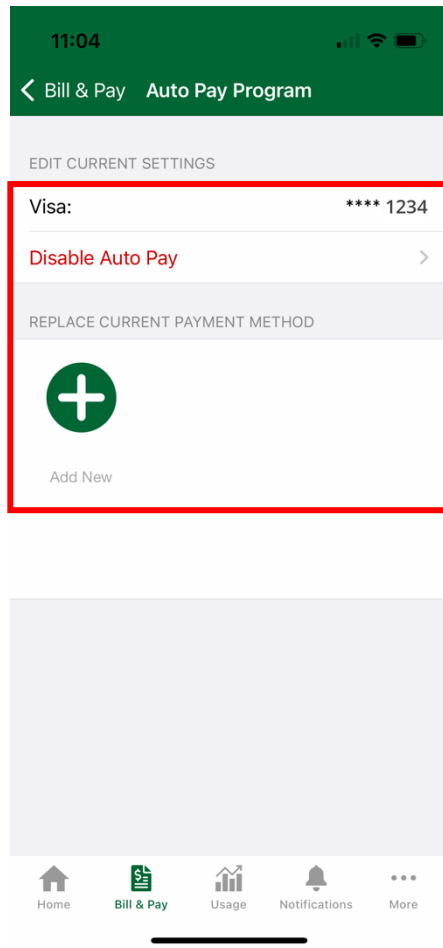 11:04
Bill & Pay Auto Pay Program
EDIT CURRENT SETTINGS
Visa: **** 1234
Disable Auto Pay
REPLACE CURRENT PAYMENT METHOD
Add New
Home Bill & Pay Usage Notifications More